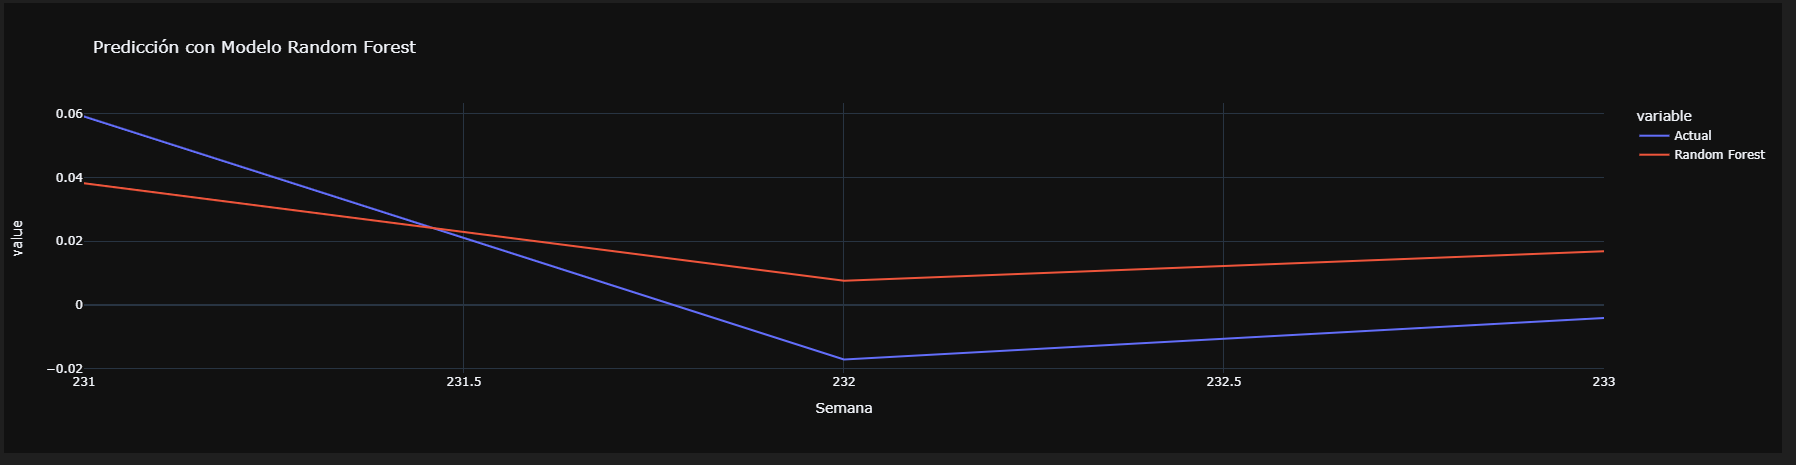 Predicción con Modelo Random Forest
0.06
0.04
0.02
0
−0.02
value
231
231.5
232
232.5
233
Semana
variable
Actual
Random Forest